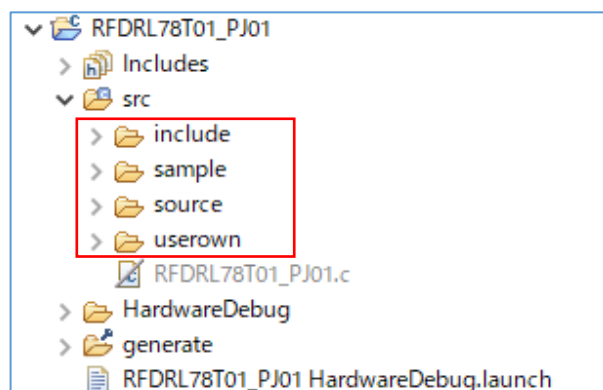 RFDRL78T01_PJ01
Includes
src
include
sample
source
userown
RFDRL78T01_PJ01.c
HardwareDebug
generate
RFDRL78T01_PJ01 HardwareDebug.launch